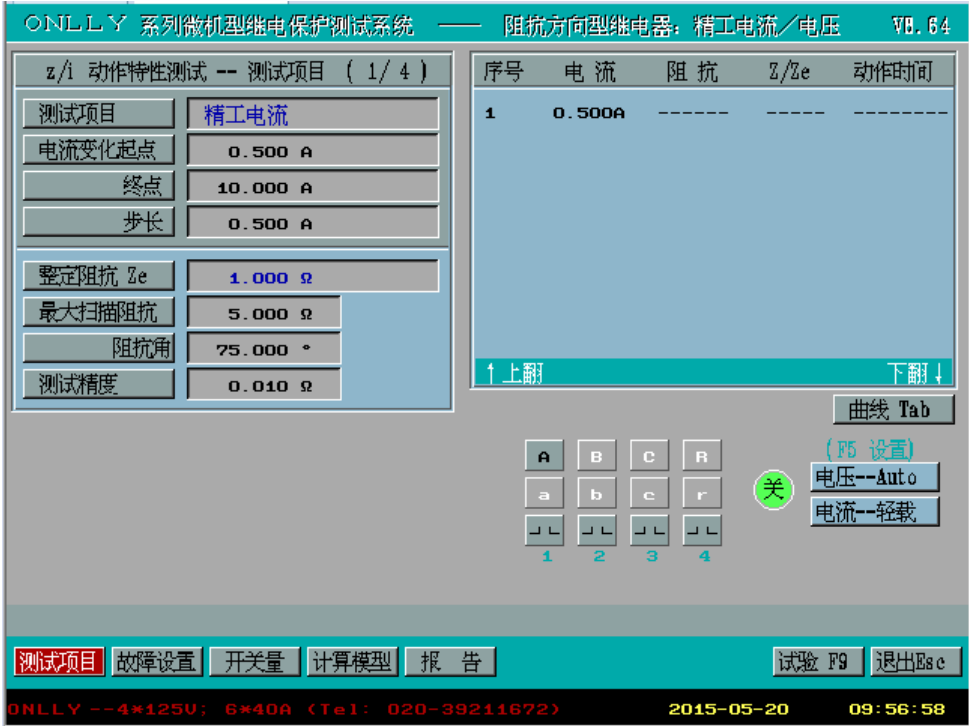 ONLLY 系列微机型继电保护测试系统 —— 阻抗方向型继电器: 精工电流/电压 V8.64
z/i 动作特性测试 -- 测试项目 ( 1/ 4 )
测试项目 精工电流
电流变化起点 0.500 A
终点 10.000 A
步长 0.500 A
整定阻抗 Ze 1.000 Ω
最大扫描阻抗 5.000 Ω
阻抗角 75.000 °
测试精度 0.010 Ω
序号 电 流 阻 抗 Z/Ze 动作时间
1 0.500A ------ ----- --------
↑上翻 下翻↓
曲线 Tab
A B C R
a b c r
1 2 3 4
关
(F5 设置)
电压--Auto
电流--轻载
测试项目 故障设置 开关量 计算模型 报 告 试验 F9 退出Esc
ONLLY --4*125V; 6*40A (Tel: 020-39211672) 2015-05-20 09:56:58